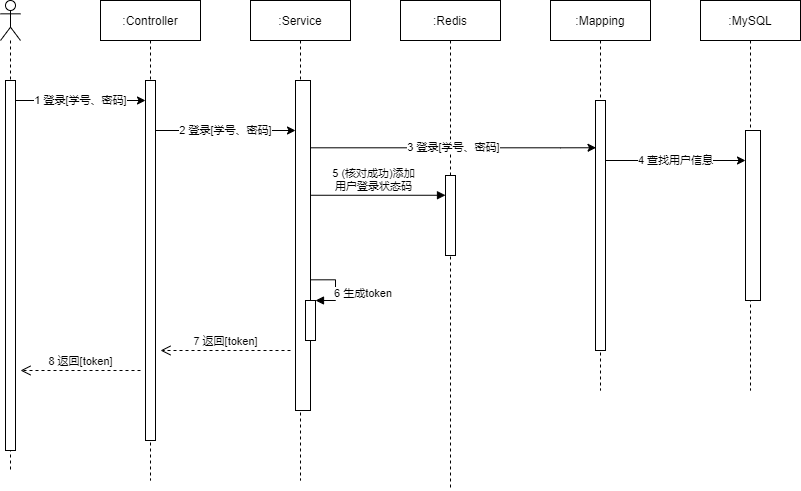 :Controller
:Service
:Redis
:Mapping
:MySQL
1 登录[学号、密码]
2 登录[学号、密码]
3 登录[学号、密码]
4 查找用户信息
5 (核对成功)添加
用户登录状态码
6 生成token
7 返回[token]
8 返回[token]